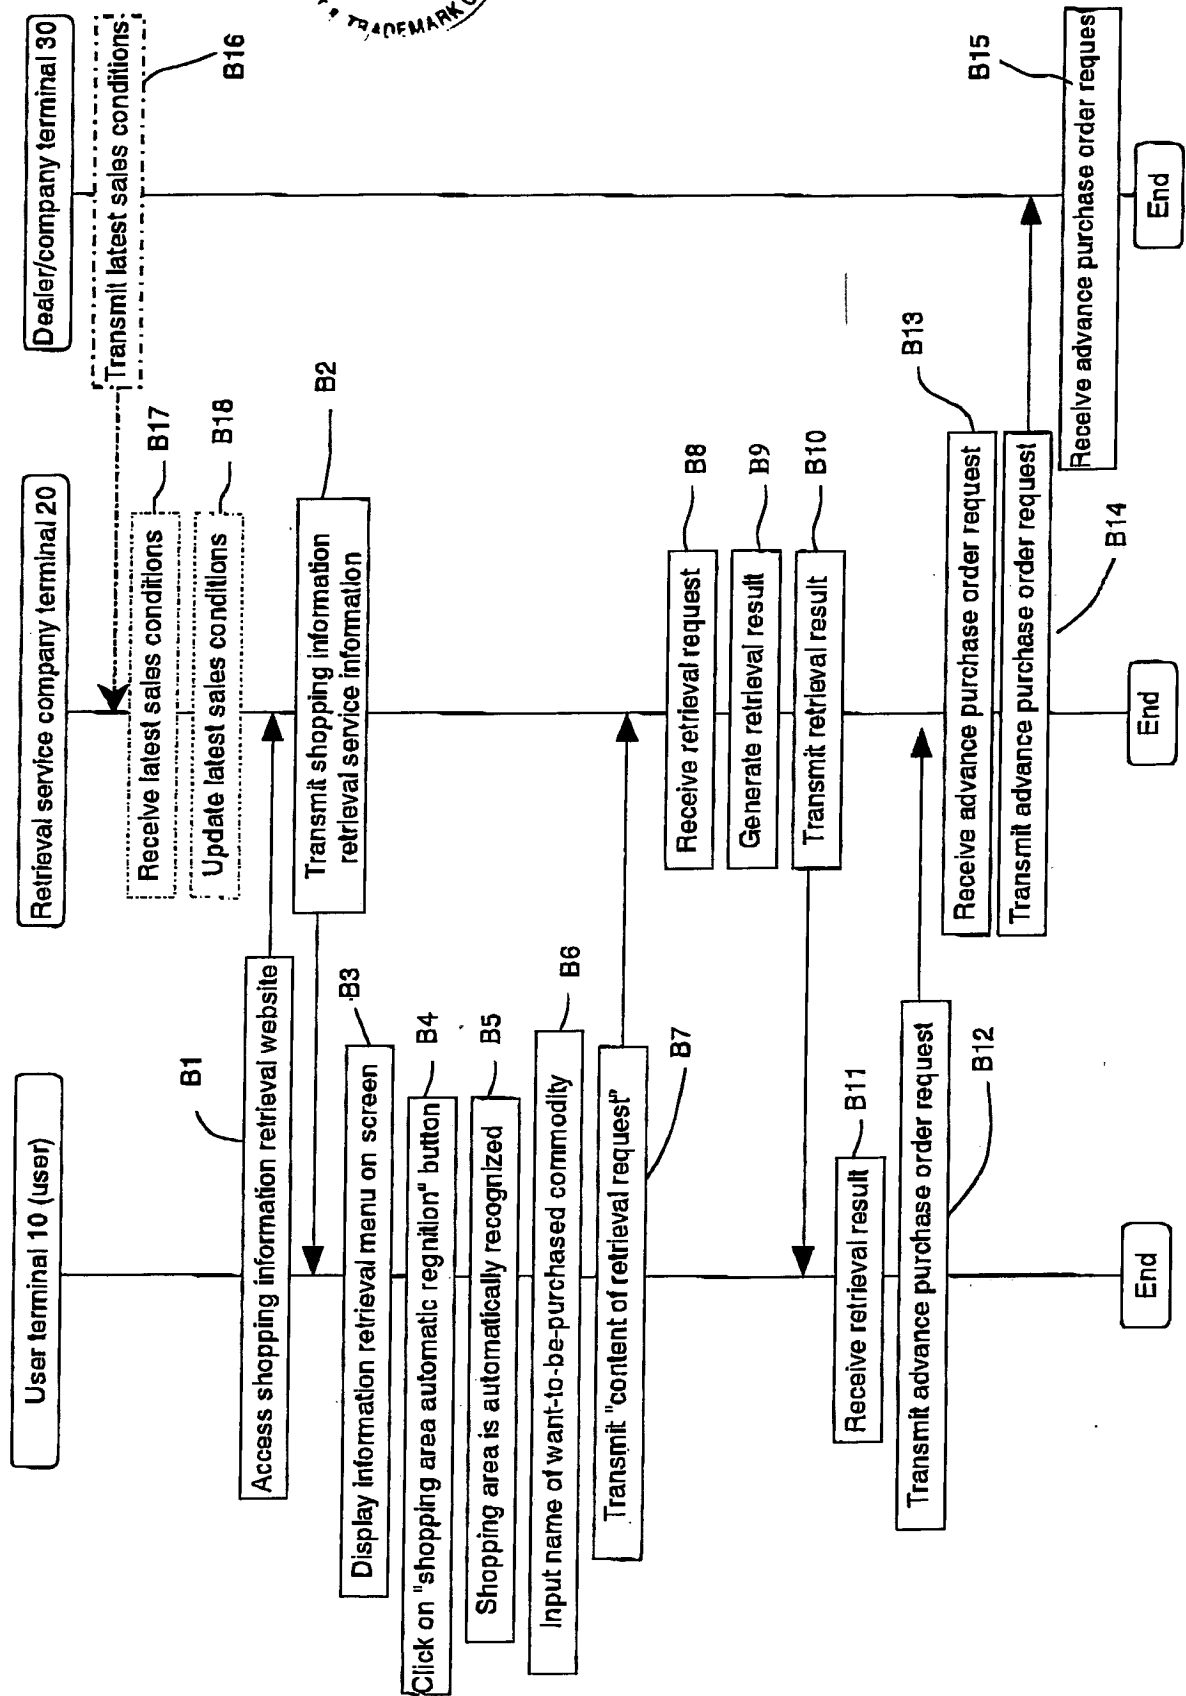 TRADEMARK
User terminal 10 (user)
Retrieval service company terminal 20
Dealer/company terminal 30
Transmit latest sales conditions
B16
Receive latest sales conditions
B17
Update latest sales conditions
B18
B1
Access shopping information retrieval website
Transmit shopping information
retrieval service information
B2
Display information retrieval menu on screen
B3
Click on "shopping area automatic regnition" button
B4
Shopping area is automatically recognized
B5
Input name of want-to-be-purchased commodity
B6
Transmit "content of retrieval request"
B7
Receive retrieval request
B8
Generate retrieval result
B9
Transmit retrieval result
B10
Receive retrieval result
B11
Transmit advance purchase order request
B12
Receive advance purchase order request
B13
Transmit advance purchase order request
B14
B15
Receive advance purchase order reques
End
End
End